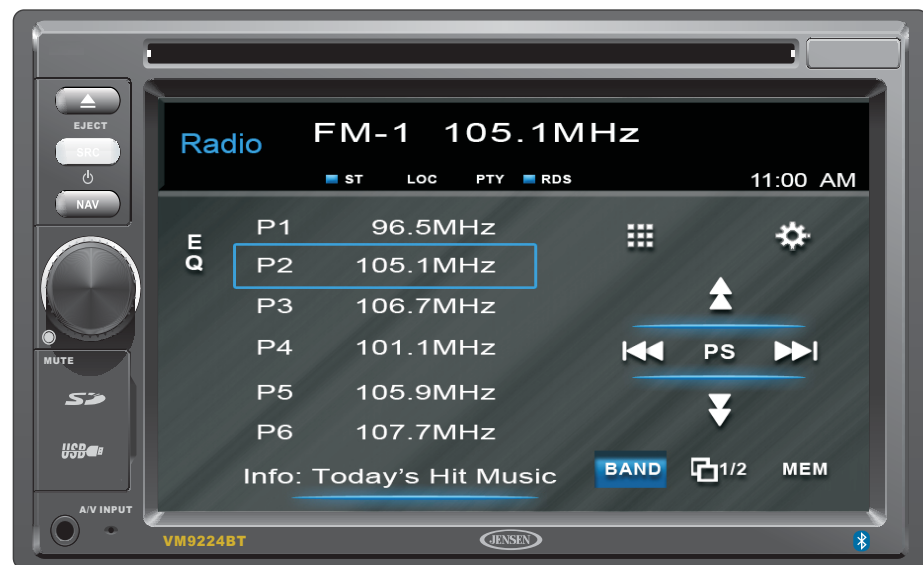 EJECT
SRC
NAV
MUTE
SD
USB
A/V INPUT
Radio
FM-1 105.1MHz
ST LOC PTY RDS
11:00 AM
EQ
P1 96.5MHz
P2 105.1MHz
P3 106.7MHz
P4 101.1MHz
P5 105.9MHz
P6 107.7MHz
Info: Today's Hit Music
PS
BAND 1/2 MEM
VM9224BT
JENSEN